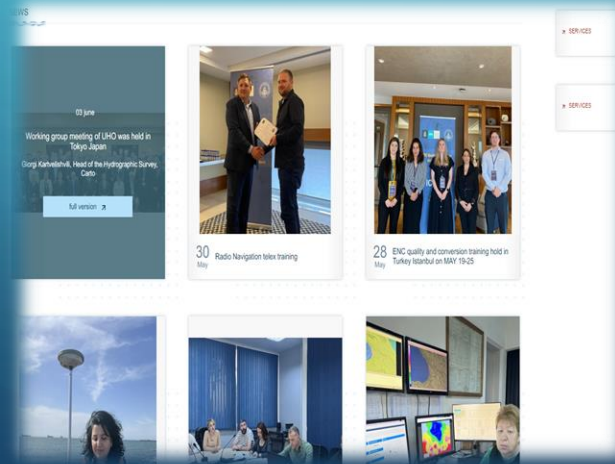 NEWS
SERVICES
SERVICES
03 june
Working group meeting of UHO was held in
Tokyo Japan
Giorgi Kartvelishvili, Head of the Hydrographic Survey,
Carto
full version
30
May
Radio Navigation telex training
28
May
ENC quality and conversion training hold in
Turkey Istanbul on MAY 19-25